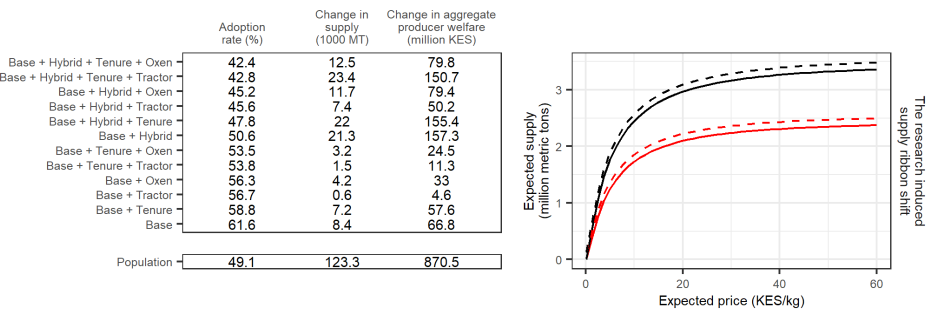 Adoption
rate (%)
Change in
supply
(1000 MT)
Change in aggregate
producer welfare
(million KES)
Base + Hybrid + Tenure + Oxen 42.4 12.5 79.8
Base + Hybrid + Tenure + Tractor 42.8 23.4 150.7
Base + Hybrid + Oxen 45.2 11.7 79.4
Base + Hybrid + Tractor 45.6 7.4 50.2
Base + Hybrid + Tenure 47.8 22 155.4
Base + Hybrid 50.6 21.3 157.3
Base + Tenure + Oxen 53.5 3.2 24.5
Base + Tenure + Tractor 53.8 1.5 11.3
Base + Oxen 56.3 4.2 33
Base + Tractor 56.7 0.6 4.6
Base + Tenure 58.8 7.2 57.6
Base 61.6 8.4 66.8
Population 49.1 123.3 870.5
Expected supply
(million metric tons)
3
2
1
0
0 20 40 60
Expected price (KES/kg)
The research induced
supply ribbon shift